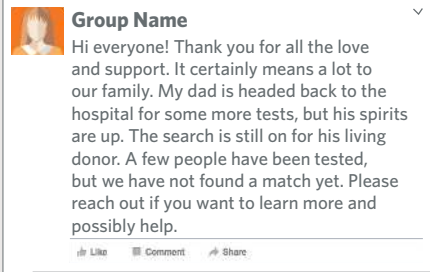 Group Name
Hi everyone! Thank you for all the love
and support. It certainly means a lot to
our family. My dad is headed back to the
hospital for some more tests, but his spirits
are up. The search is still on for his living
donor. A few people have been tested,
but we have not found a match yet. Please
reach out if you want to learn more and
possibly help.
Like Comment Share